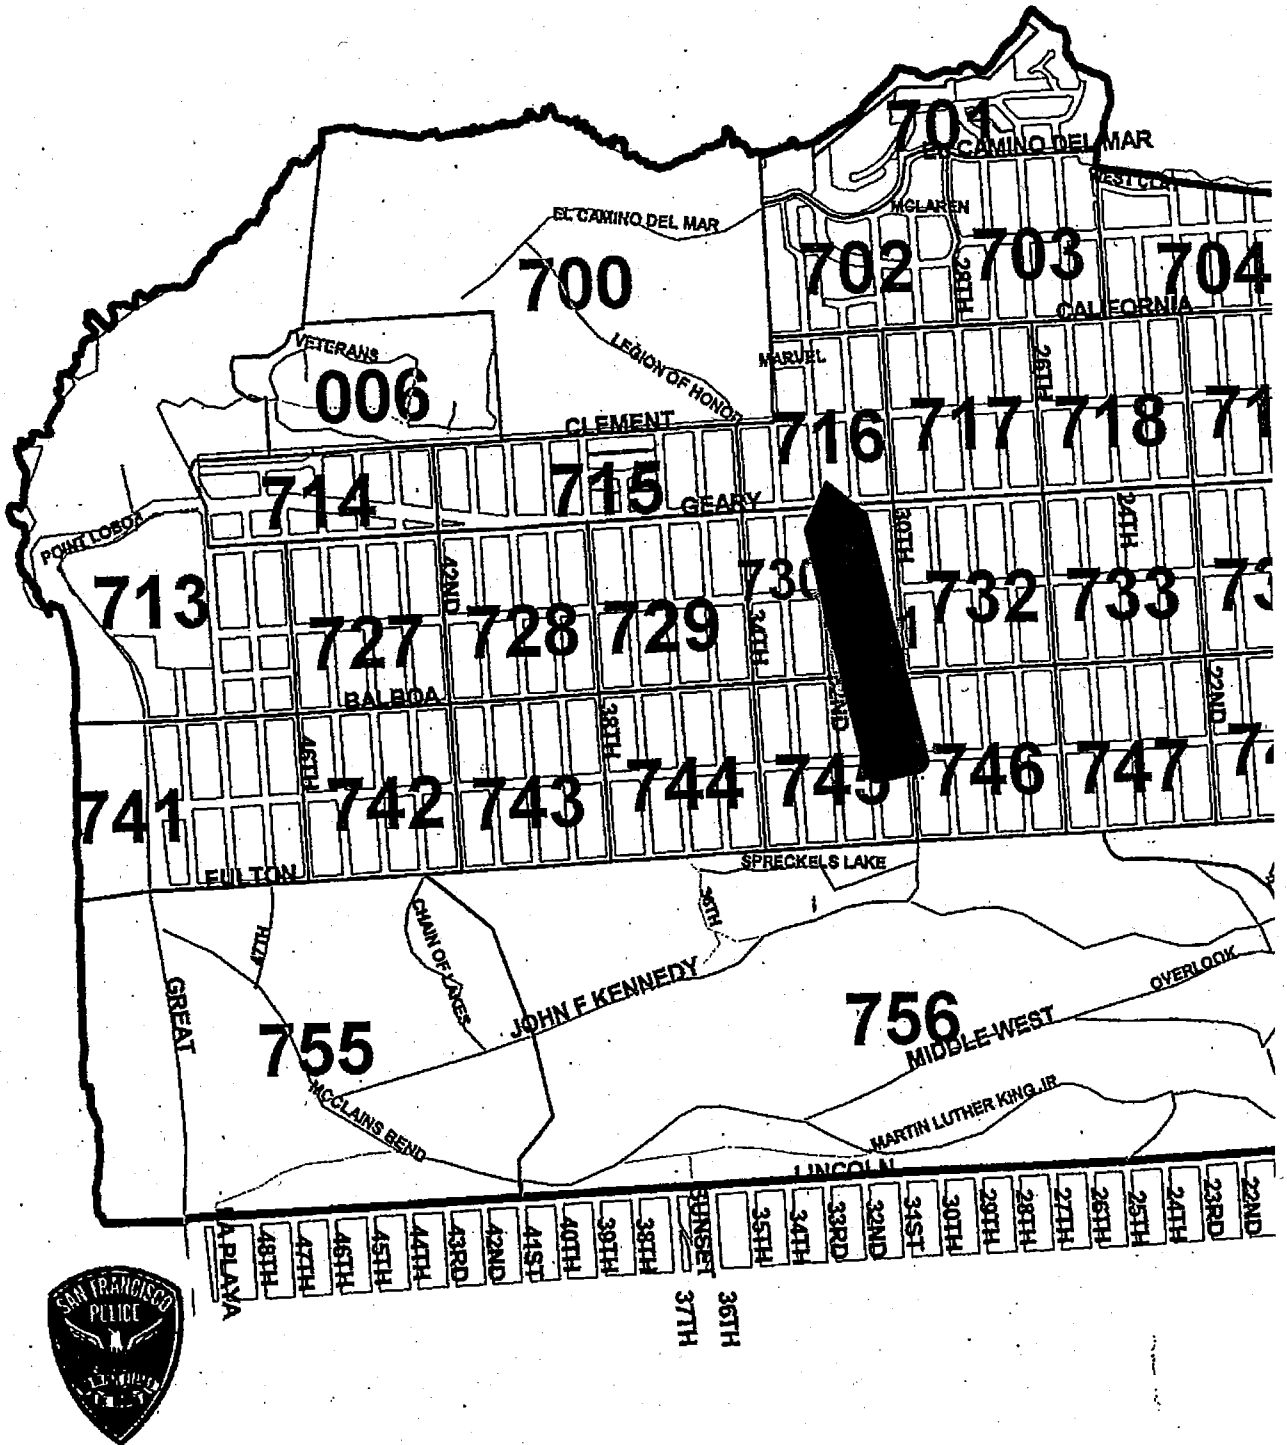 701
EL CAMINO DEL MAR
WEST CLAY
EL CAMINO DEL MAR
MCLAREN
700
702
28TH
703
704
CALIFORNIA
VETERANS
LEGION OF HONOR
MARVEL
26TH
006
CLEMENT
716
717
718
71
714
715
GEARY
POINT LOBOS
30TH
24TH
713
42ND
730
732
733
73
727
728
729
34TH
1
BALBOA
38TH
22ND
46TH
741
742
743
744
745
746
747
7
FULTON
SPRECKELS LAKE
36TH
47TH
CHAIN OF LAKES
GREAT
JOHN F KENNEDY
OVERLOOK
755
756
MIDDLE WEST
MCCLAINS BEND
MARTIN LUTHER KING JR
LINCOLN
LA PLAYA
48TH
47TH
46TH
45TH
44TH
43RD
42ND
41ST
40TH
39TH
38TH
SUNSET
35TH
34TH
33RD
32ND
31ST
30TH
29TH
28TH
27TH
26TH
25TH
24TH
23RD
22ND
37TH
36TH
SAN FRANCISCO
POLICE